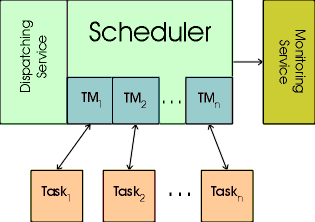 Dispatching
Service
Scheduler
Monitoring
Service
TM1 TM2 ... TMn
Task1 Task2 ... Taskn